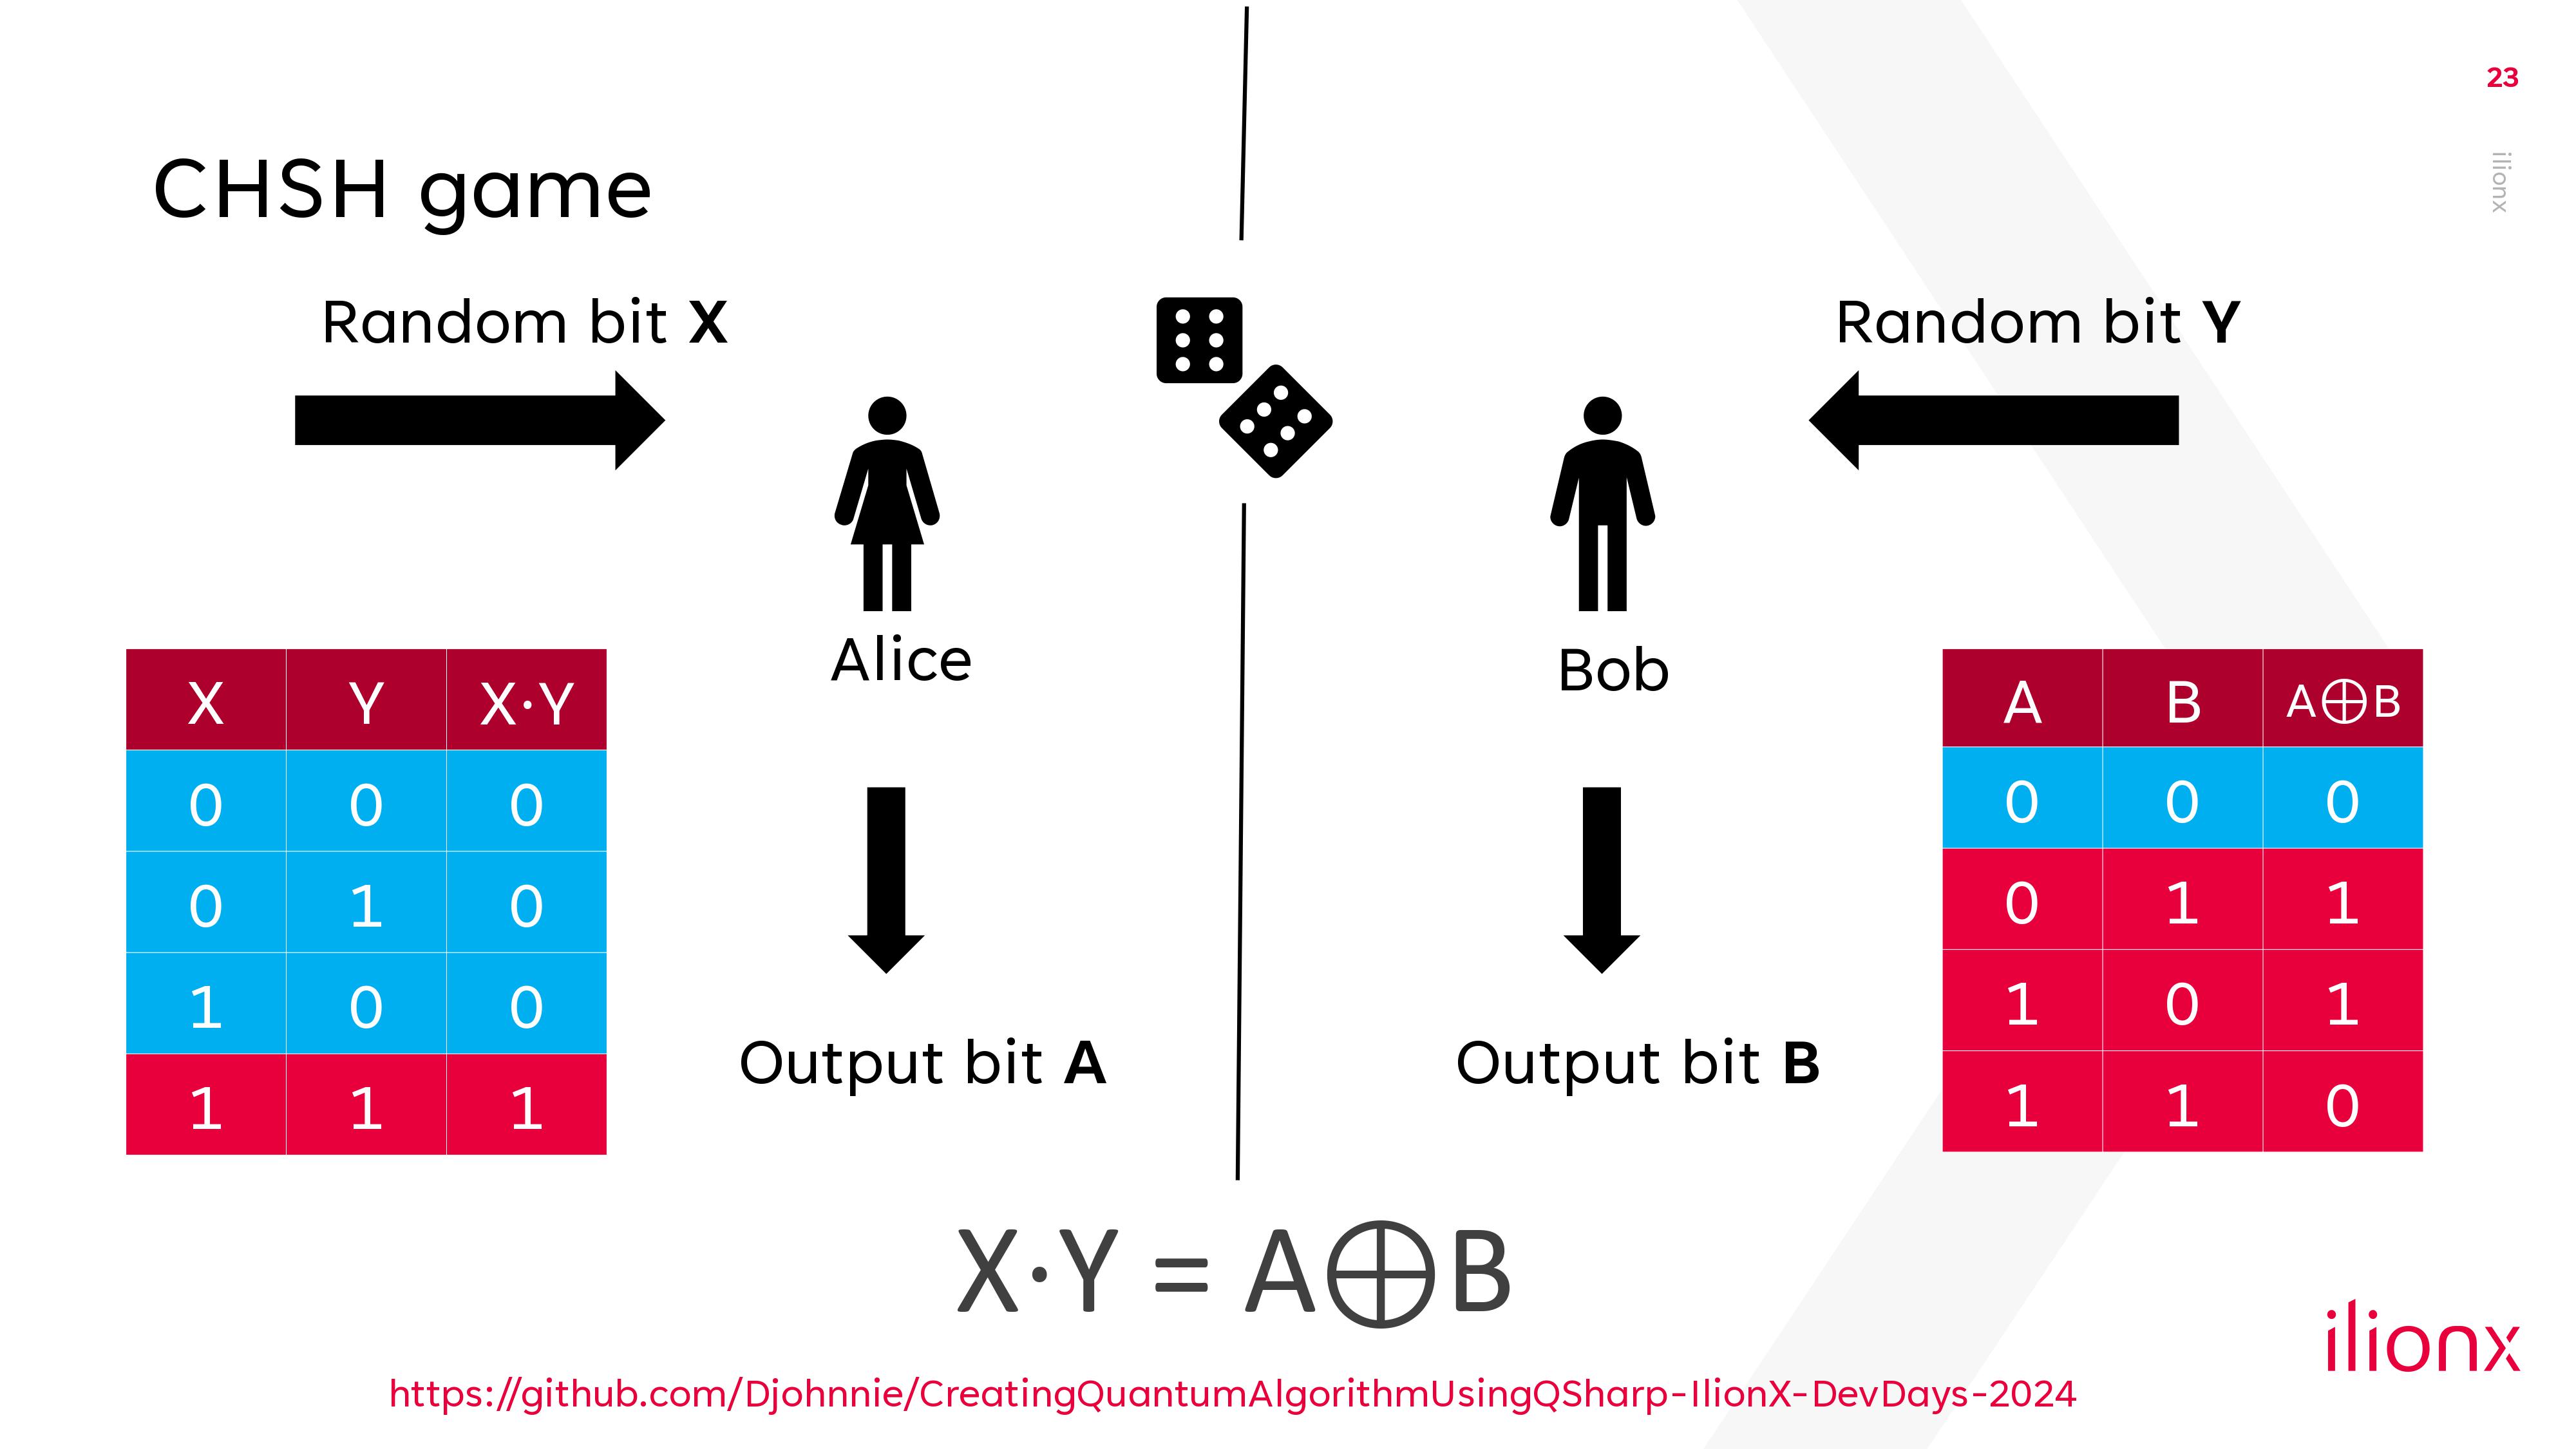 23
ilionx
CHSH game
Random bit X
Random bit Y
Alice
Bob
X Y X·Y
0 0 0
0 1 0
1 0 0
1 1 1
A B A⊕B
0 0 0
0 1 1
1 0 1
1 1 0
Output bit A
Output bit B
X·Y = A⊕B
ilionx
https://github.com/Djohnnie/CreatingQuantumAlgorithmUsingQSharp-IlionX-DevDays-2024